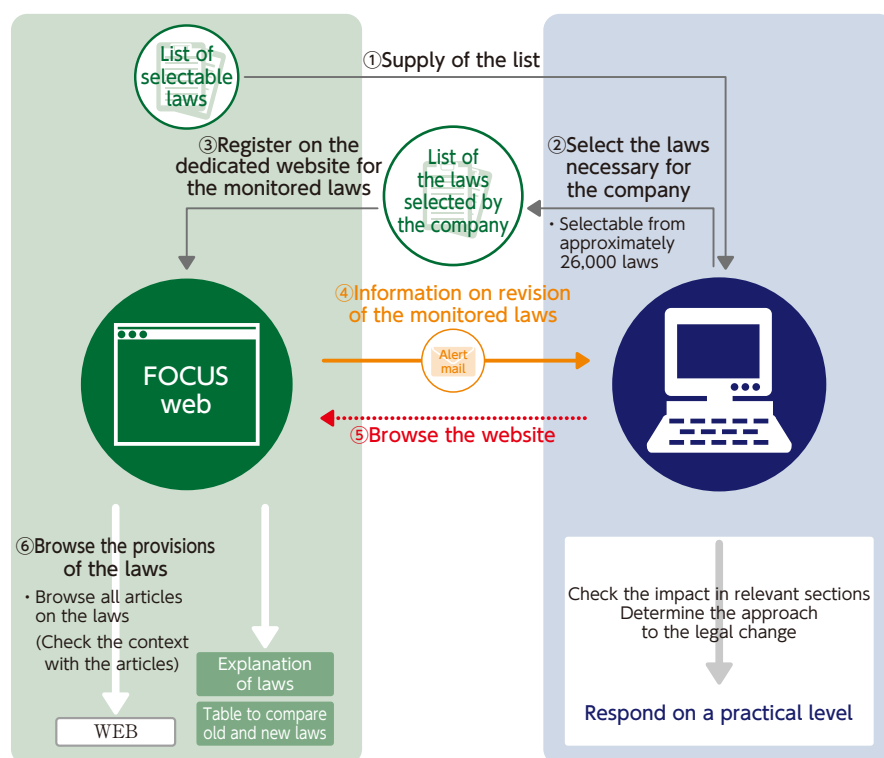 List of
selectable
laws
①Supply of the list
③Register on the
dedicated website for
the monitored laws
List of
the laws
selected by
the company
②Select the laws
necessary for
the company
・Selectable from
approximately
26,000 laws
④Information on revision
of the monitored laws
Alert
mail
FOCUS
web
⑤Browse the website
⑥Browse the provisions
of the laws
・Browse all articles
on the laws
(Check the context
with the articles)
WEB
Explanation
of laws
Table to compare
old and new laws
Check the impact in relevant sections
Determine the approach
to the legal change
Respond on a practical level